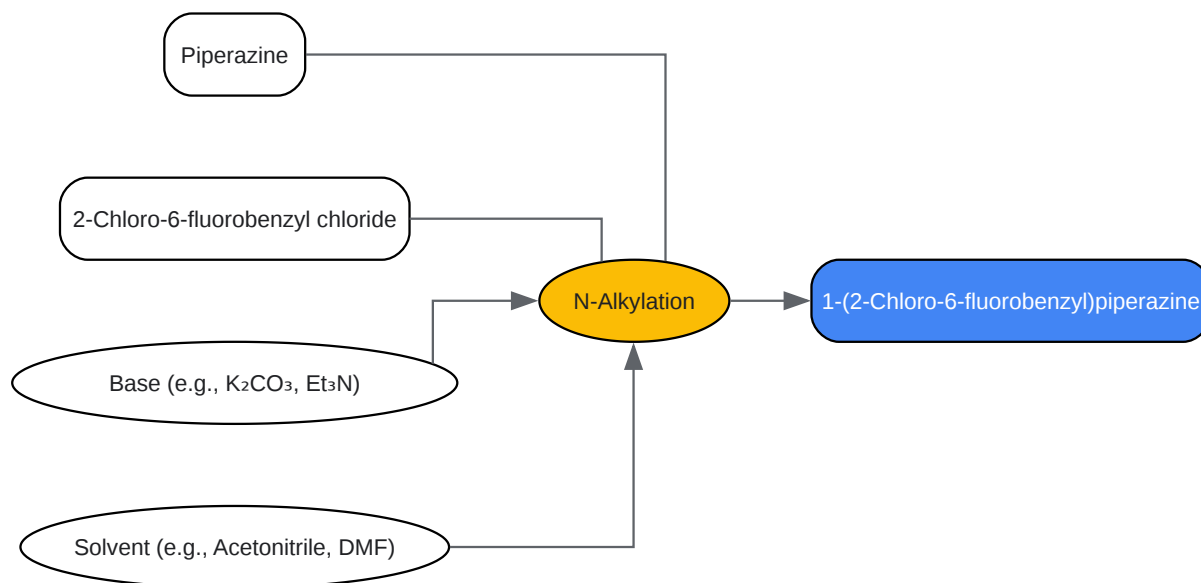 Piperazine
2-Chloro-6-fluorobenzyl chloride
N-Alkylation
1-(2-Chloro-6-fluorobenzyl)piperazine
Base (e.g., K₂CO₃, Et₃N)
Solvent (e.g., Acetonitrile, DMF)